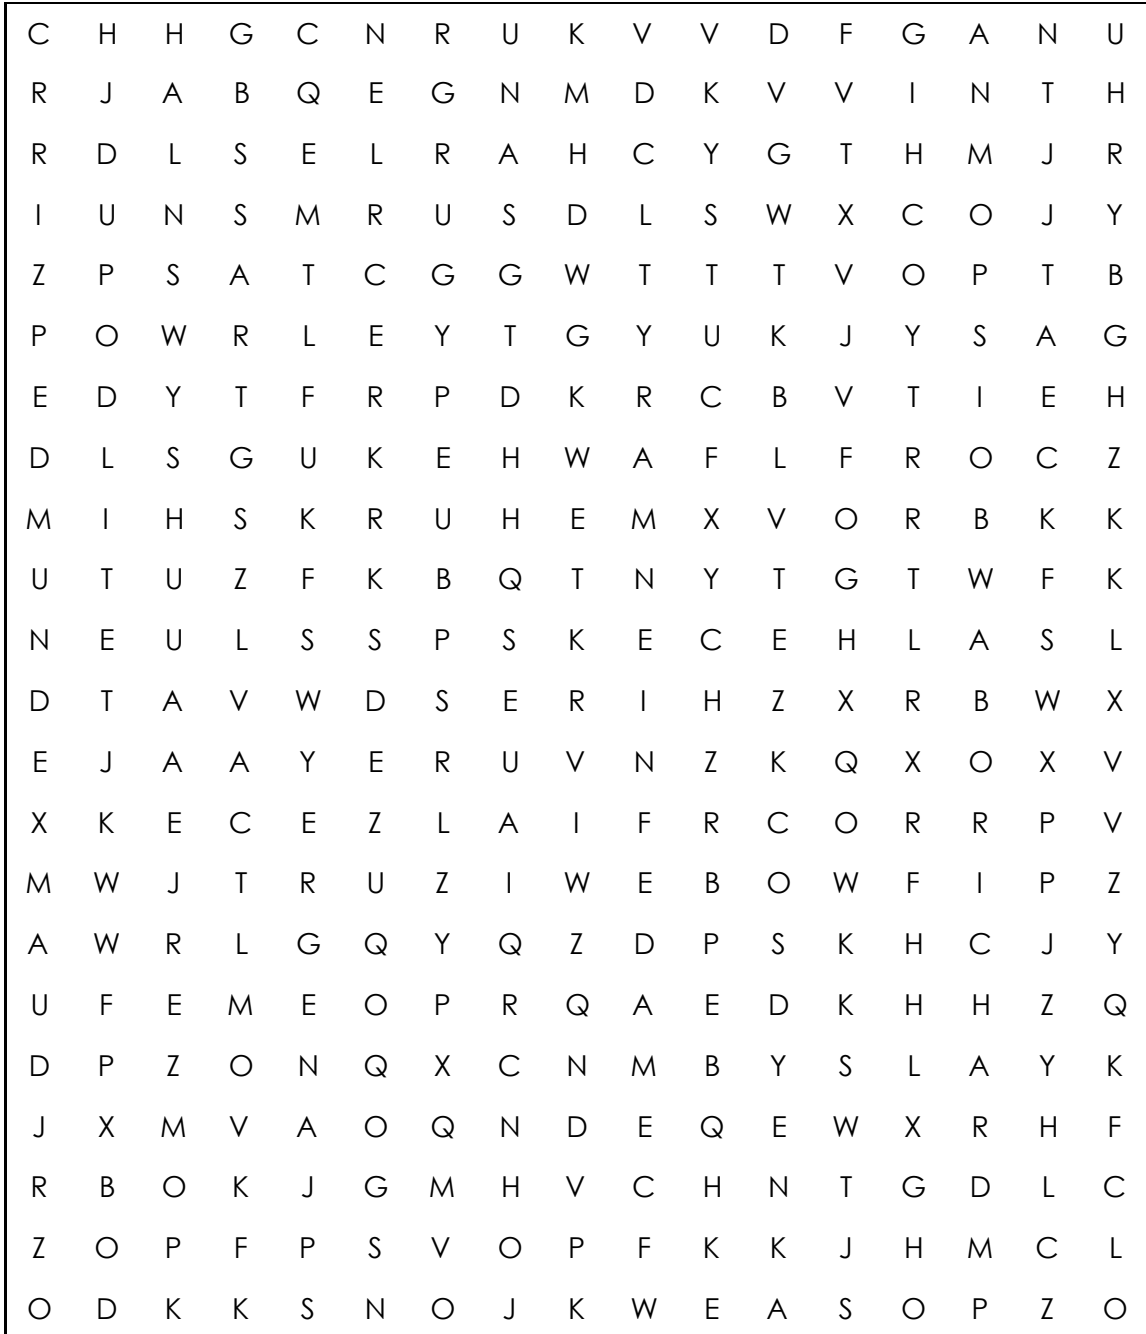 C H H G C N R U K V V D F G A N U
R J A B Q E G N M D K V V I N T H
R D L S E L R A H C Y G T H M J R
I U N S M R U S D L S W X C O J Y
Z P S A T C G G W T T T V O P T B
P O W R L E Y T G Y U K J Y S A G
E D Y T F R P D K R C B V T I E H
D L S G U K E H W A F L F R O C Z
M I H S K R U H E M X V O R B K K
U T U Z F K B Q T N Y T G T W F K
N E U L S S P S K E C E H L A S L
D T A V W D S E R I H Z X R B W X
E J A A Y E R U V N Z K Q X O X V
X K E C E Z L A I F R C O R R P V
M W J T R U Z I W E B O W F I P Z
A W R L G Q Y Q Z D P S K H C J Y
U F E M E O P R Q A E D K H H Z Q
D P Z O N Q X C N M B Y S L A Y K
J X M V A O Q N D E Q E W X R H F
R B O K J G M H V C H N T G D L C
Z O P F P S V O P F K K J H M C L
O D K K S N O J K W E A S O P Z O